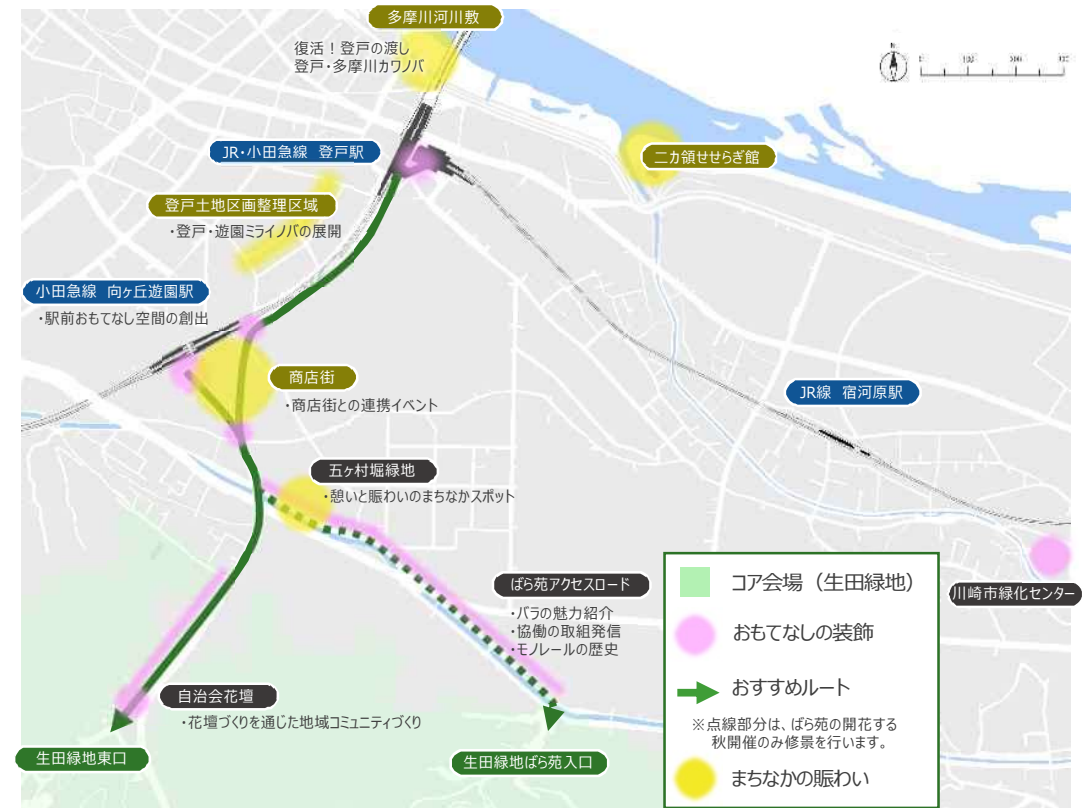 多摩川河川敷
復活！登戸の渡し
登戸・多摩川カワノバ
N
JR・小田急線 登戸駅
二カ領せせらぎ館
登戸土地区画整理区域
・登戸・遊園ミライノバの展開
小田急線 向ヶ丘遊園駅
・駅前おもてなし空間の創出
商店街
・商店街との連携イベント
JR線 宿河原駅
五ヶ村堀緑地
・憩いと賑わいのまちなかスポット
ばら苑アクセスロード
・バラの魅力紹介
・協働の取組発信
・モノレールの歴史
川崎市緑化センター
自治会花壇
・花壇づくりを通じた地域コミュニティづくり
生田緑地東口
生田緑地ばら苑入口
コア会場（生田緑地）
おもてなしの装飾
おすすめルート
※点線部分は、ばら苑の開花する
秋開催のみ修景を行います。
まちなかの賑わい